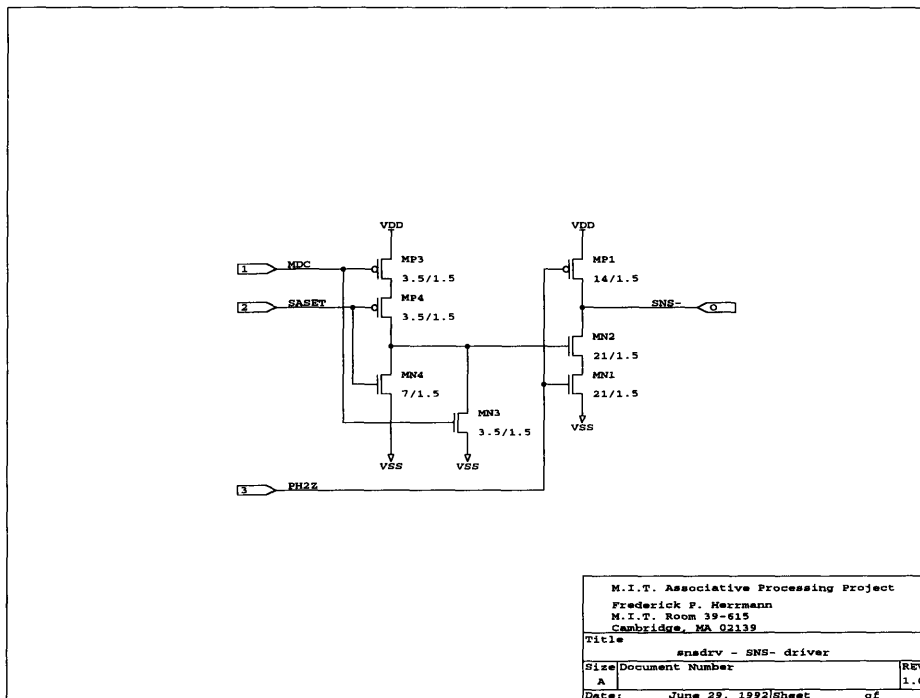 VDD
VDD
1 MDC
MP3
3.5/1.5
MP1
14/1.5
2 SASET
MP4
3.5/1.5
SNS-
O
MN4
7/1.5
MN2
21/1.5
MN3
3.5/1.5
MN1
21/1.5
VSS
VSS
VSS
3 PH2Z
M.I.T. Associative Processing Project
Frederick P. Herrmann
M.I.T. Room 39-615
Cambridge, MA 02139
Title
snsdrv - SNS- driver
Size Document Number REV
A
Date: June 29, 1992 Sheet of